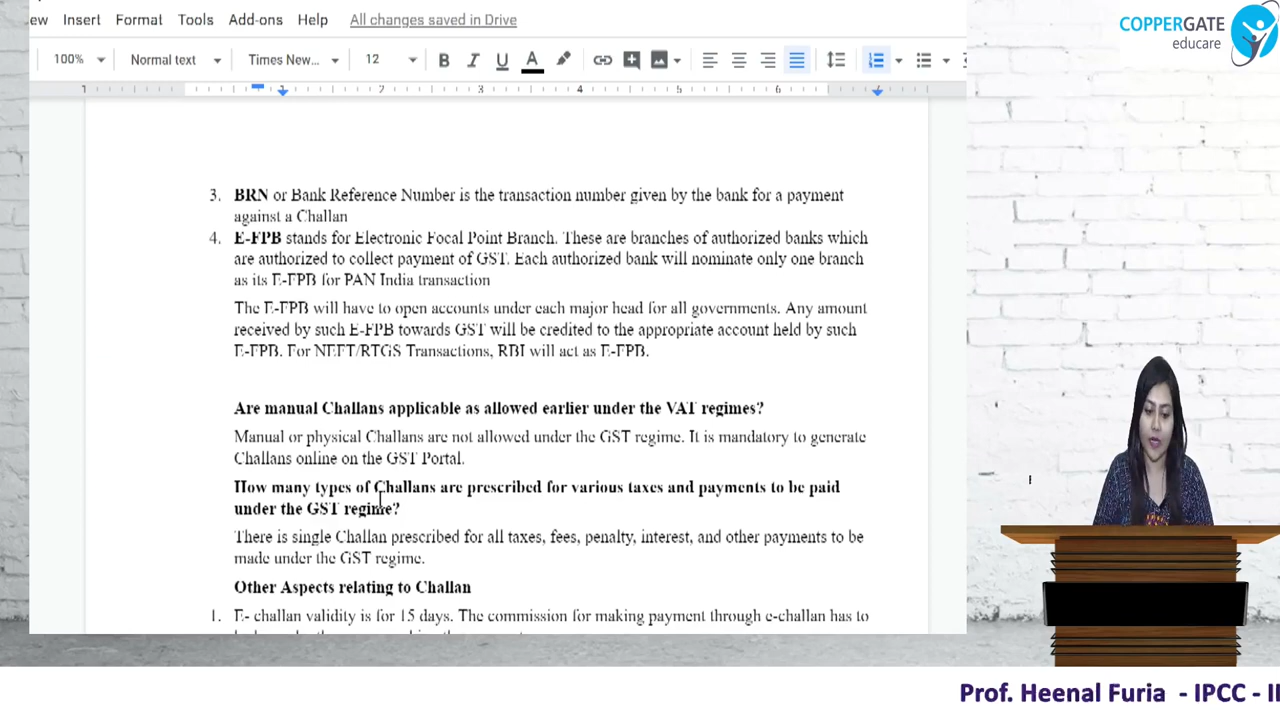 ew Insert Format Tools Add-ons Help All changes saved in Drive
COPPERGATE
educare
100% Normal text Times New... 12 B I U A
1 2 3 4 5 6 7
3. BRN or Bank Reference Number is the transaction number given by the bank for a payment
against a Challan
4. E-FPB stands for Electronic Focal Point Branch. These are branches of authorized banks which
are authorized to collect payment of GST. Each authorized bank will nominate only one branch
as its E-FPB for PAN India transaction
The E-FPB will have to open accounts under each major head for all governments. Any amount
received by such E-FPB towards GST will be credited to the appropriate account held by such
E-FPB. For NEFT/RTGS Transactions, RBI will act as E-FPB.
Are manual Challans applicable as allowed earlier under the VAT regimes?
Manual or physical Challans are not allowed under the GST regime. It is mandatory to generate
Challans online on the GST Portal.
How many types of Challans are prescribed for various taxes and payments to be paid
under the GST regime?
There is single Challan prescribed for all taxes, fees, penalty, interest, and other payments to be
made under the GST regime.
Other Aspects relating to Challan
1. E- challan validity is for 15 days. The commission for making payment through e-challan has to
Prof. Heenal Furia - IPCC - II